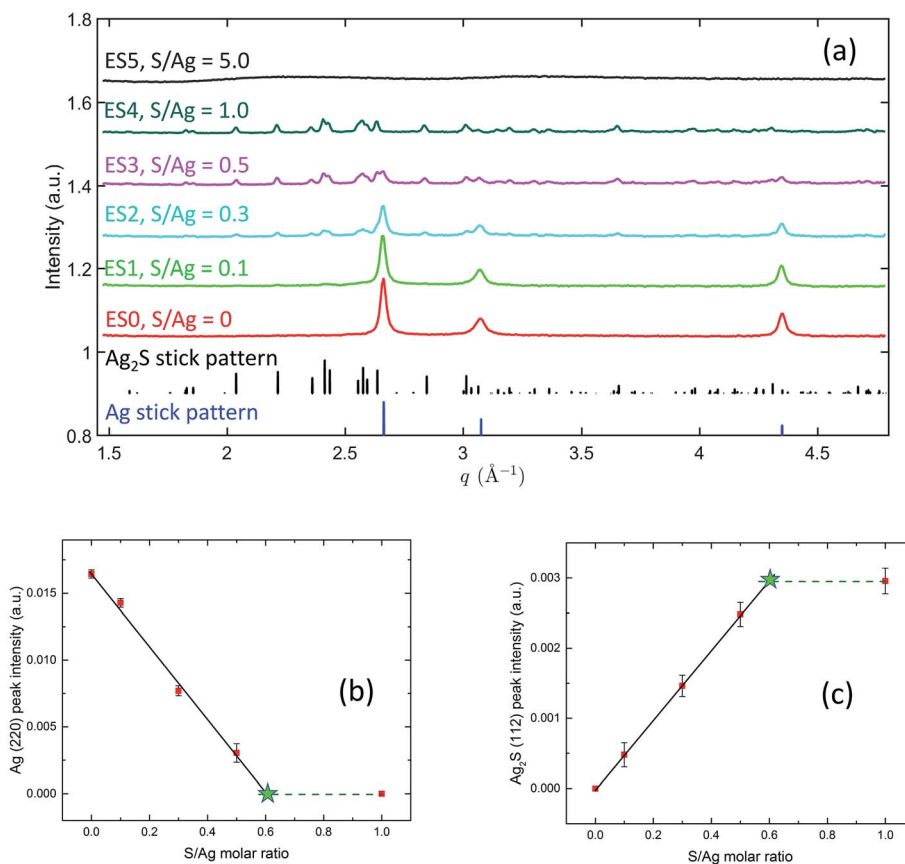 (a)
ES5, S/Ag = 5.0
ES4, S/Ag = 1.0
ES3, S/Ag = 0.5
ES2, S/Ag = 0.3
ES1, S/Ag = 0.1
ES0, S/Ag = 0
Ag₂S stick pattern
Ag stick pattern
Intensity (a.u.)
1.8
1.6
1.4
1.2
1
0.8
1.5 2 2.5 3 3.5 4 4.5
q (Å⁻¹)
Ag (220) peak intensity (a.u.)
0.015
0.010
0.005
0.000
(b)
0.0 0.2 0.4 0.6 0.8 1.0
S/Ag molar ratio
Ag₂S (112) peak intensity (a.u.)
0.003
0.002
0.001
0.000
(c)
0.0 0.2 0.4 0.6 0.8 1.0
S/Ag molar ratio